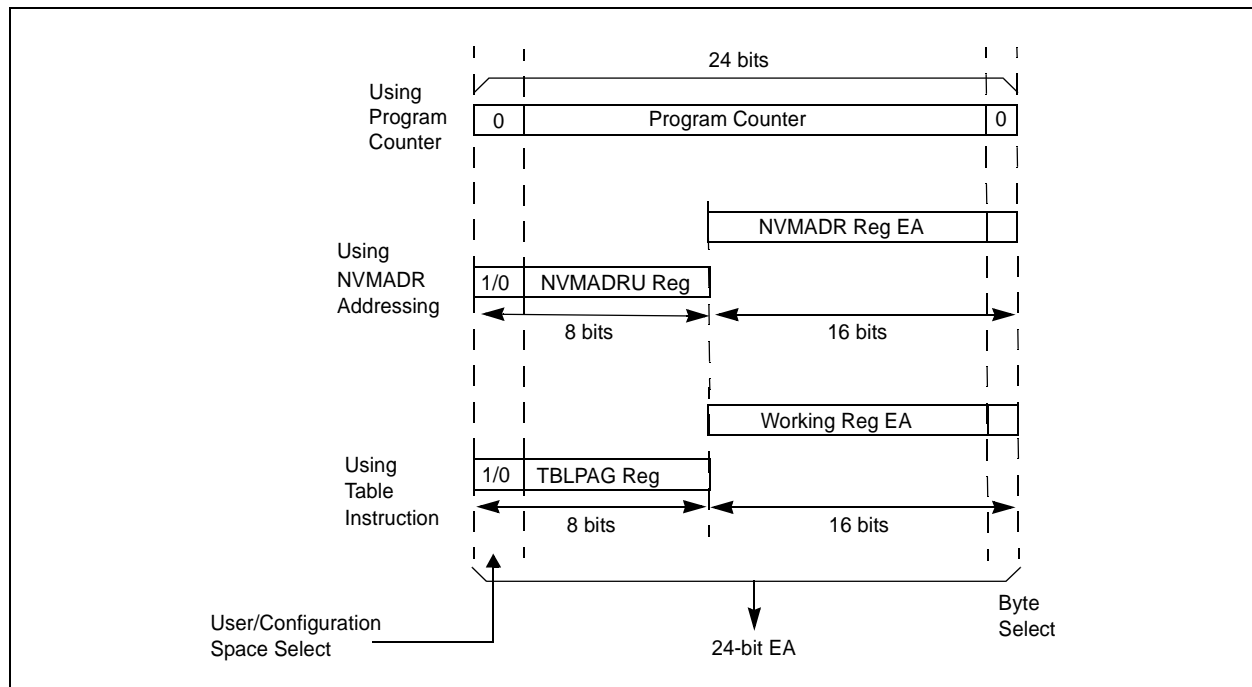 24 bits
Using
Program
Counter
0
Program Counter
0
NVMADR Reg EA
Using
NVMADR
Addressing
1/0
NVMADRU Reg
8 bits
16 bits
Working Reg EA
Using
Table
Instruction
1/0
TBLPAG Reg
8 bits
16 bits
User/Configuration
Space Select
24-bit EA
Byte
Select